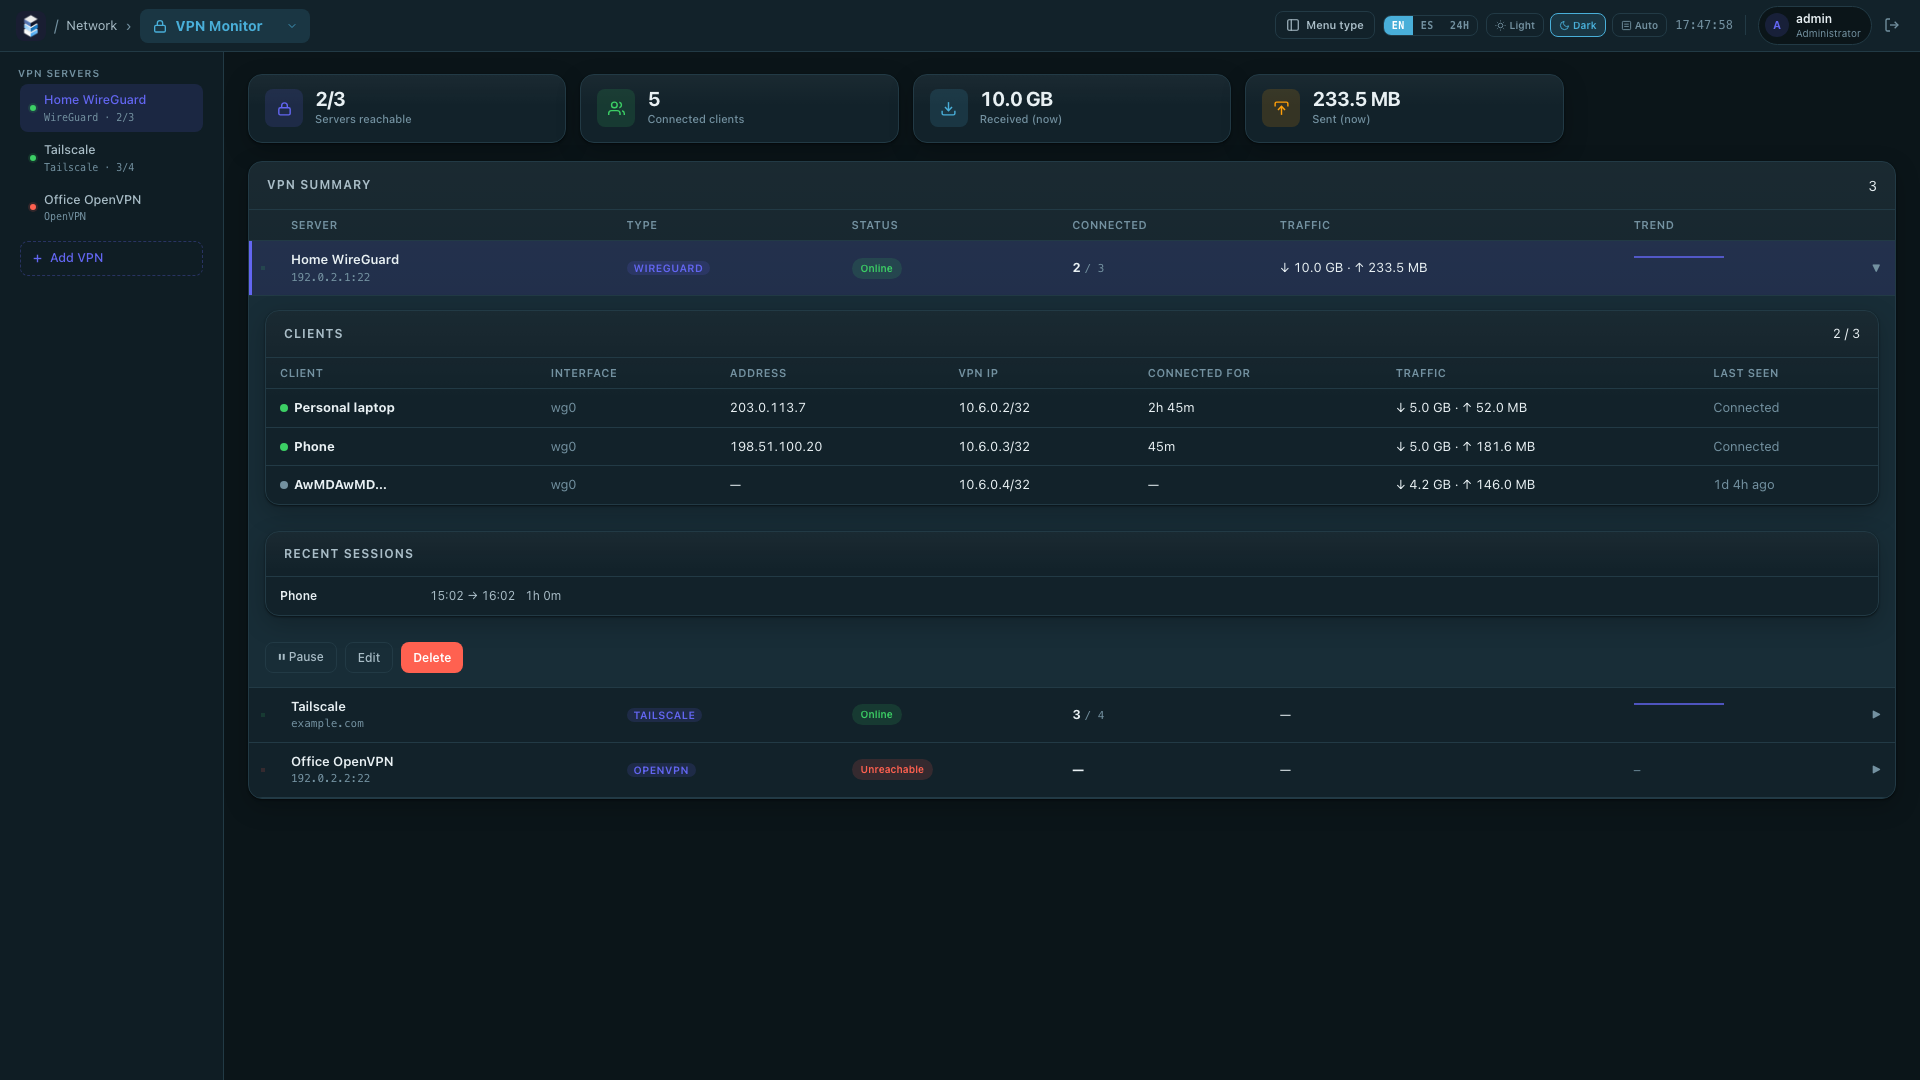 / Network › VPN Monitor
Menu type EN ES 24H Light Dark Auto 17:47:58 A admin
Administrator
VPN SERVERS
Home WireGuard
WireGuard · 2/3
Tailscale
Tailscale · 3/4
Office OpenVPN
OpenVPN
+ Add VPN
2/3
Servers reachable
5
Connected clients
10.0 GB
Received (now)
233.5 MB
Sent (now)
VPN SUMMARY 3
SERVER TYPE STATUS CONNECTED TRAFFIC TREND
Home WireGuard
192.0.2.1:22
WIREGUARD Online 2 / 3 ↓ 10.0 GB · ↑ 233.5 MB ▼
CLIENTS 2 / 3
CLIENT INTERFACE ADDRESS VPN IP CONNECTED FOR TRAFFIC LAST SEEN
Personal laptop wg0 203.0.113.7 10.6.0.2/32 2h 45m ↓ 5.0 GB · ↑ 52.0 MB Connected
Phone wg0 198.51.100.20 10.6.0.3/32 45m ↓ 5.0 GB · ↑ 181.6 MB Connected
AwMDAwMD... wg0 — 10.6.0.4/32 — ↓ 4.2 GB · ↑ 146.0 MB 1d 4h ago
RECENT SESSIONS
Phone 15:02 → 16:02 1h 0m
Pause Edit Delete
Tailscale
example.com
TAILSCALE Online 3 / 4 — ▶
Office OpenVPN
192.0.2.2:22
OPENVPN Unreachable — — – ▶